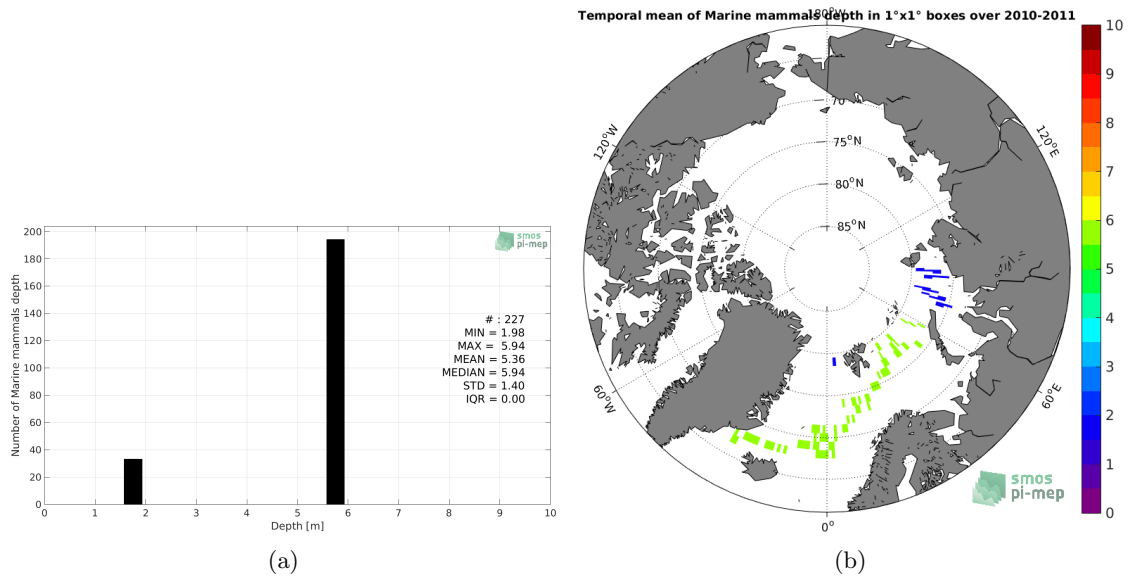 Temporal mean of Marine mammals depth in 1°x1° boxes over 2010-2011
180°W
10
9
8
7
6
5
4
3
2
1
0
120°W
120°E
70°
75°N
80°N
85°N
60°W
60°E
0°
smos
pi-mep
200
180
160
140
120
100
80
60
40
20
0
Number of Marine mammals depth
smos
pi-mep
# : 227
MIN = 1.98
MAX = 5.94
MEAN = 5.36
MEDIAN = 5.94
STD = 1.40
IQR = 0.00
0 1 2 3 4 5 6 7 8 9 10
Depth [m]
(a)
(b)